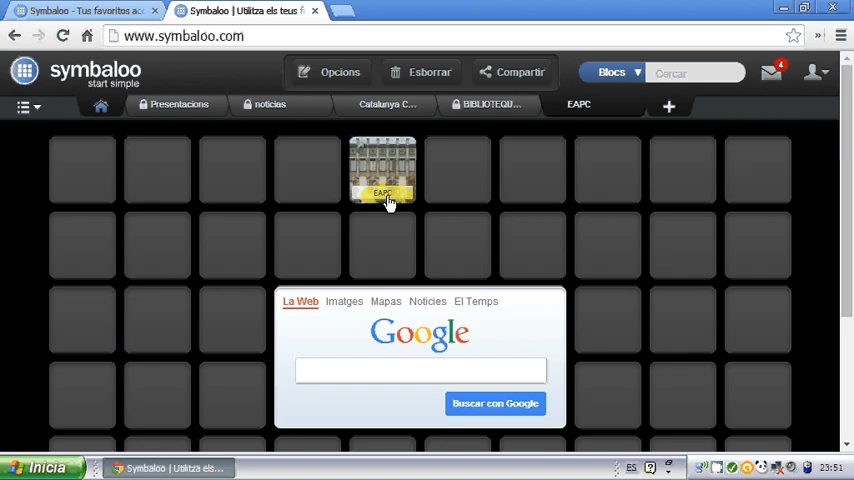 Symbaloo - Tus favoritos acc
Symbaloo | Utilitza els teus f
www.symbaloo.com
symbaloo
start simple
Opcions
Esborrar
Compartir
Blocs
Cercar
4
Presentacions
noticias
Catalunya C...
BIBLIOTEQU...
EAPC
EAPC
La Web Imatges Mapas Notícies El Temps
Google
Buscar con Google
Inicia
Symbaloo | Utilitza els...
ES
23:51